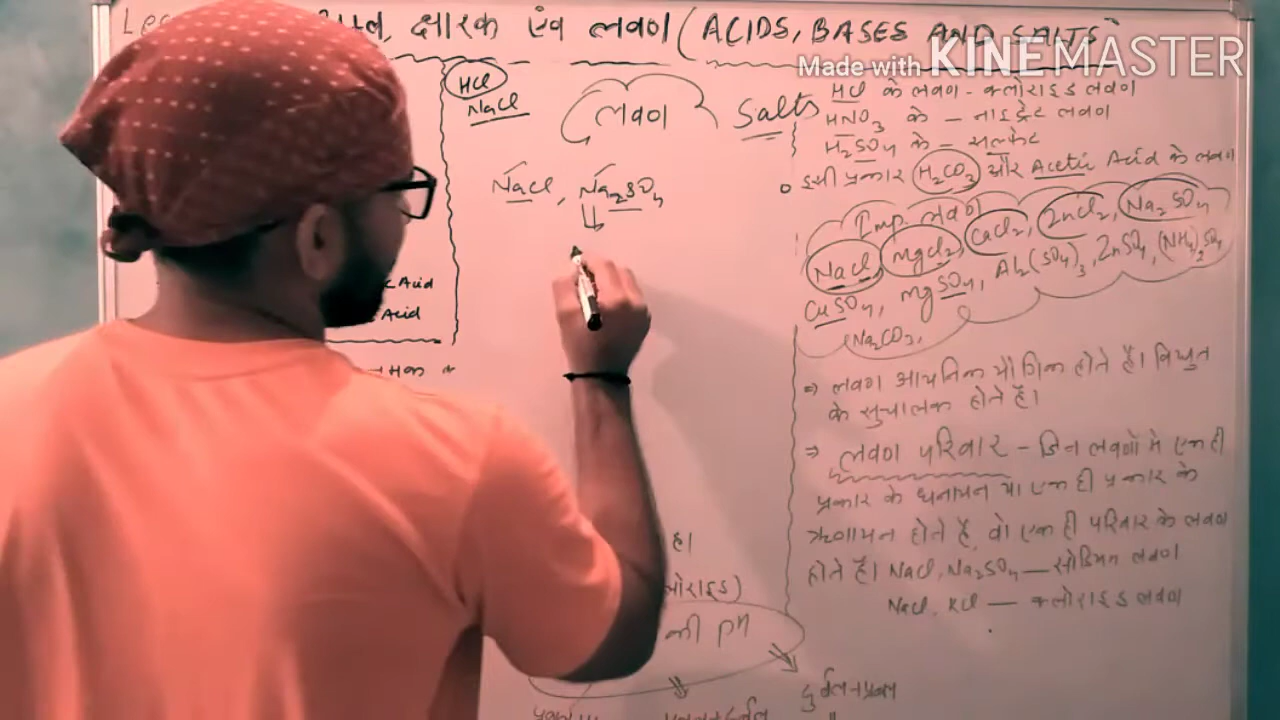 क्षारक एंव लवण (ACIDS, BASES AND SALTS
Made with KINEMASTER
HCl
NaCl
लवण
Salts
NaCl, Na₂SO₄
Acid
Acid
HCl के लवण - क्लोराइड लवण
HNO₃ के - नाइट्रेट लवण
H₂SO₄ के - सल्फेट
इसी प्रकार H₂CO₃ और Acetic Acid के लवण
Imp. लवण
NaCl, MgCl₂, CaCl₂, ZnCl₂, Na₂SO₄
CuSO₄, MgSO₄, Al₂(SO₄)₃, ZnSO₄, (NH₄)₂SO₄
Na₂CO₃,
⇒ लवण आयनिक यौगिक होते हैं। विधुत
के सुचालक होते हैं।
⇒ लवण परिवार - जिन लवणों में एक ही
प्रकार के धनायन या एक ही प्रकार के
ऋणायन होते है, वो एक ही परिवार के लवण
होते हैं। NaCl, Na₂SO₄ — सोडियम लवण
NaCl, KCl — क्लोराइड लवण
है।
लोराइड)
की pH